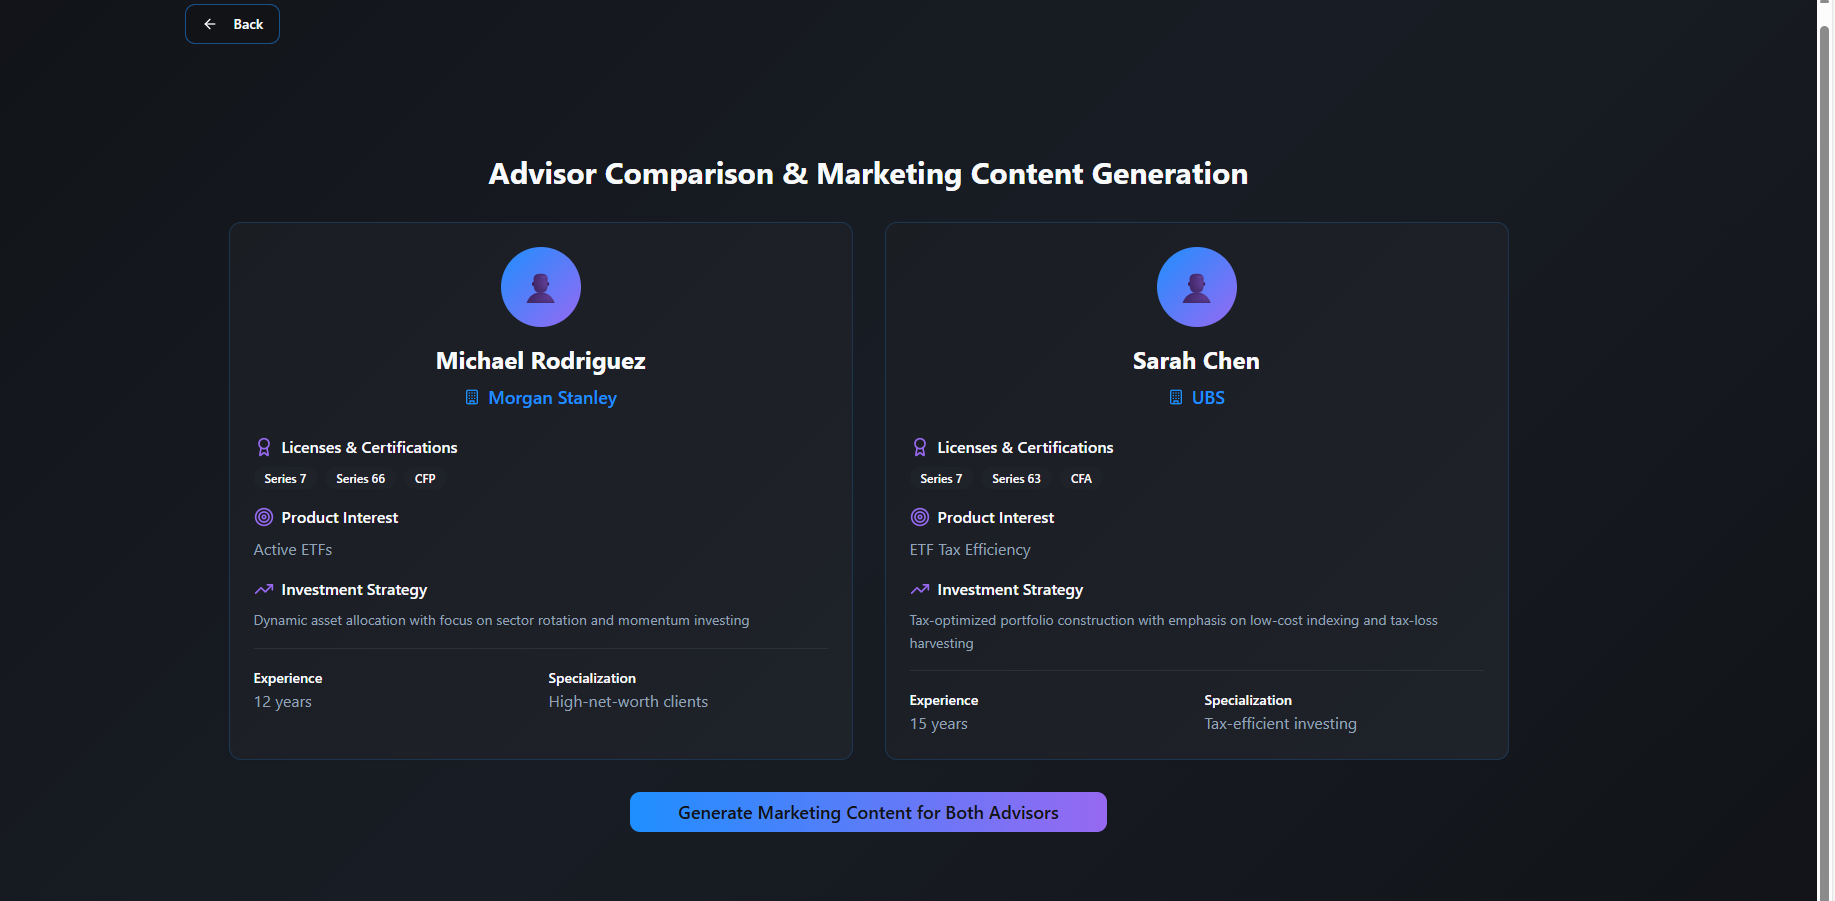 Back
Advisor Comparison & Marketing Content Generation
Michael Rodriguez
Morgan Stanley
Licenses & Certifications
Series 7 Series 66 CFP
Product Interest
Active ETFs
Investment Strategy
Dynamic asset allocation with focus on sector rotation and momentum investing
Experience Specialization
12 years High-net-worth clients
Sarah Chen
UBS
Licenses & Certifications
Series 7 Series 63 CFA
Product Interest
ETF Tax Efficiency
Investment Strategy
Tax-optimized portfolio construction with emphasis on low-cost indexing and tax-loss
harvesting
Experience Specialization
15 years Tax-efficient investing
Generate Marketing Content for Both Advisors